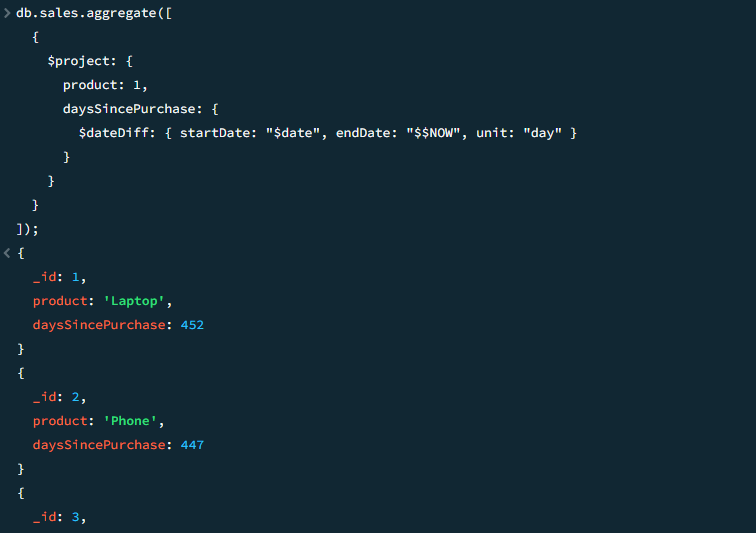 > db.sales.aggregate([
  {
    $project: {
      product: 1,
      daysSincePurchase: {
        $dateDiff: { startDate: "$date", endDate: "$$NOW", unit: "day" }
      }
    }
  }
]);
< {
  _id: 1,
  product: 'Laptop',
  daysSincePurchase: 452
}
{
  _id: 2,
  product: 'Phone',
  daysSincePurchase: 447
}
{
  _id: 3,